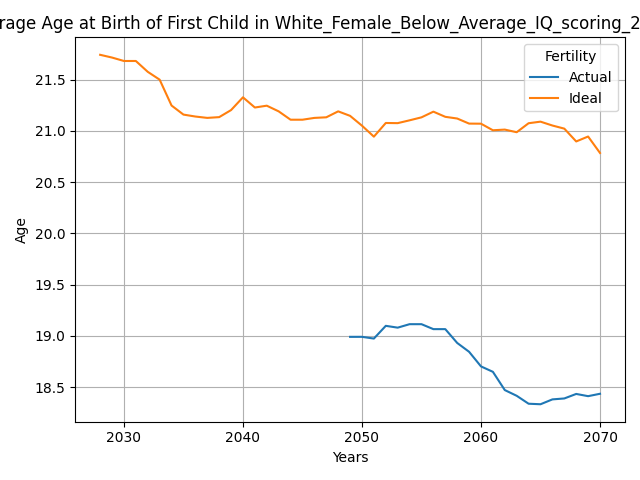 rage Age at Birth of First Child in White_Female_Below_Average_IQ_scoring_2
Fertility
Actual
Ideal
Age
21.5
21.0
20.5
20.0
19.5
19.0
18.5
2030 2040 2050 2060 2070
Years